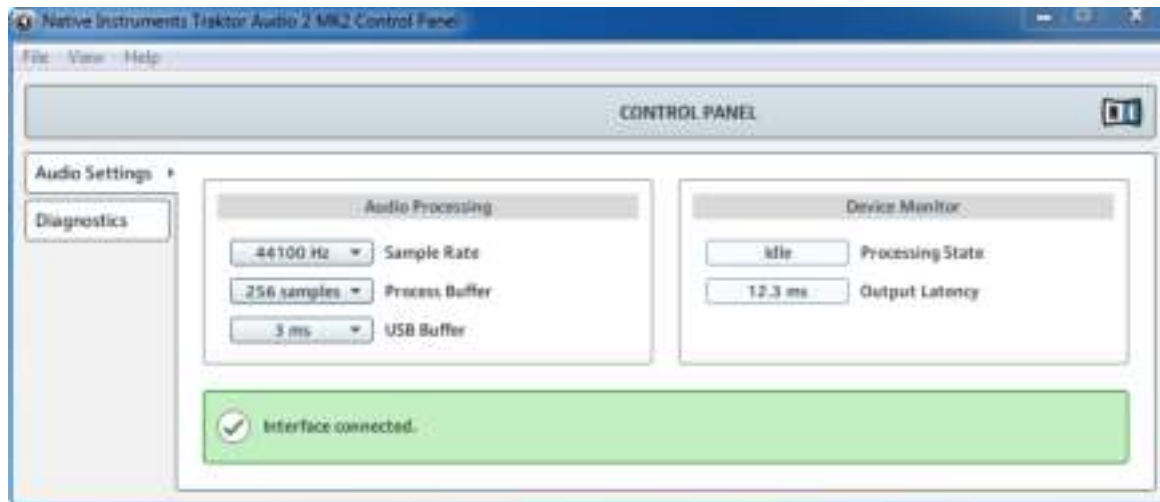 Native Instruments Traktor Audio 2 MK2 Control Panel
File View Help
CONTROL PANEL
Audio Settings
Diagnostics
Audio Processing
44100 Hz Sample Rate
256 samples Process Buffer
3 ms USB Buffer
Device Monitor
Idle Processing State
12.3 ms Output Latency
Interface connected.